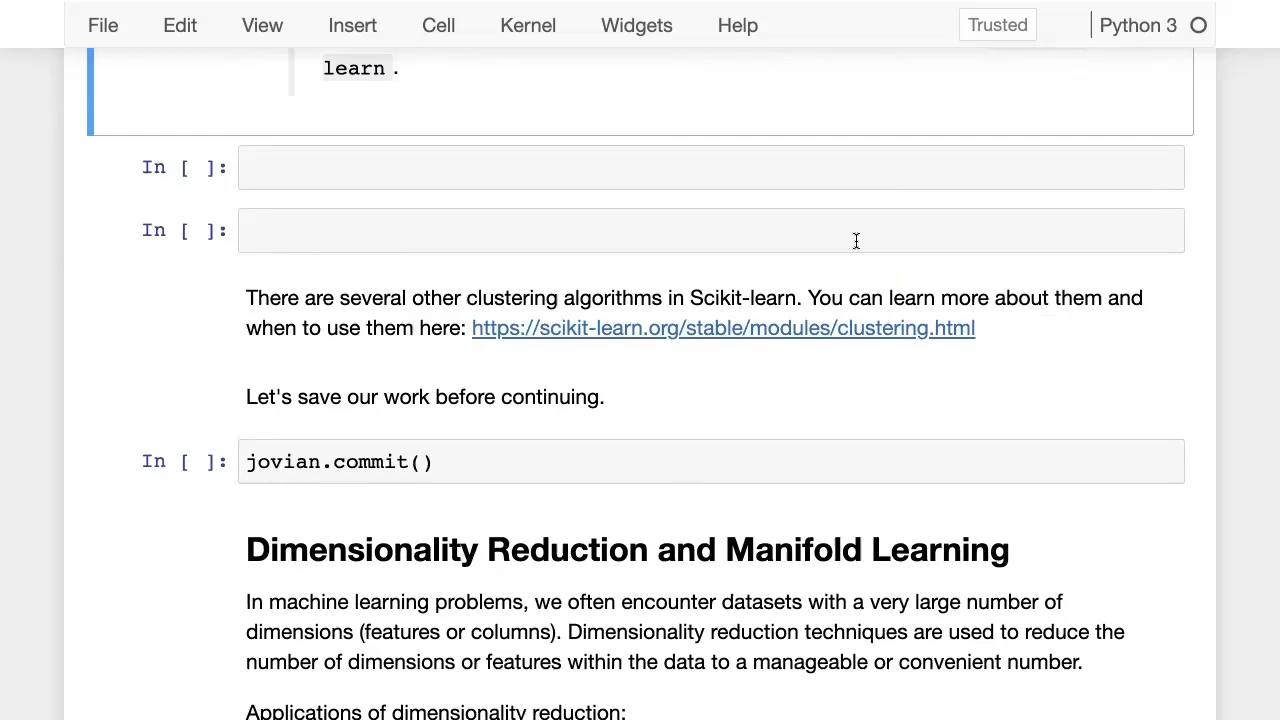 File Edit View Insert Cell Kernel Widgets Help Trusted Python 3
learn .
In [ ]:
In [ ]:
There are several other clustering algorithms in Scikit-learn. You can learn more about them and
when to use them here: https://scikit-learn.org/stable/modules/clustering.html
Let's save our work before continuing.
In [ ]: jovian.commit()
Dimensionality Reduction and Manifold Learning
In machine learning problems, we often encounter datasets with a very large number of
dimensions (features or columns). Dimensionality reduction techniques are used to reduce the
number of dimensions or features within the data to a manageable or convenient number.
Applications of dimensionality reduction: